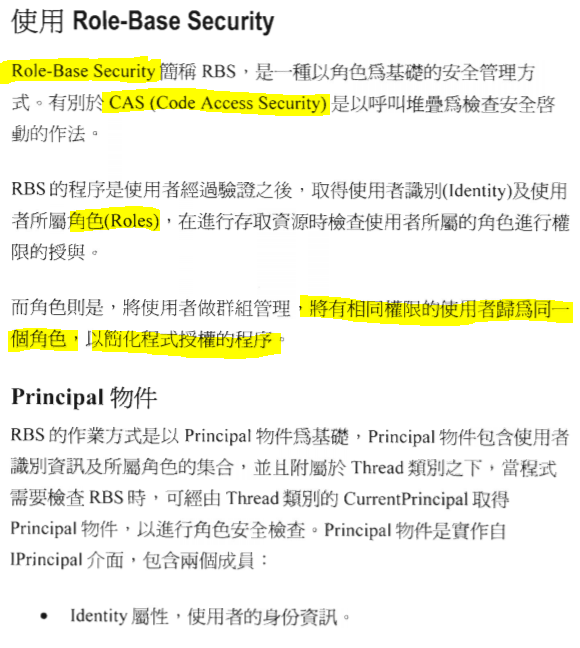 使用 Role-Base Security
Role-Base Security 簡稱 RBS，是一種以角色為基礎的安全管理方
式。有別於 CAS (Code Access Security) 是以呼叫堆疊為檢查安全啓
動的作法。
RBS 的程序是使用者經過驗證之後，取得使用者識別(Identity)及使用
者所屬角色(Roles)，在進行存取資源時檢查使用者所屬的角色進行權
限的授與。
而角色則是，將使用者做群組管理，將有相同權限的使用者歸為同一
個角色，以簡化程式授權的程序。
Principal 物件
RBS 的作業方式是以 Principal 物件為基礎，Principal 物件包含使用者
識別資訊及所屬角色的集合，並且附屬於 Thread 類別之下，當程式
需要檢查 RBS 時，可經由 Thread 類別的 CurrentPrincipal 取得
Principal 物件，以進行角色安全檢查。Principal 物件是實作自
IPrincipal 介面，包含兩個成員：
• Identity 屬性，使用者的身份資訊。